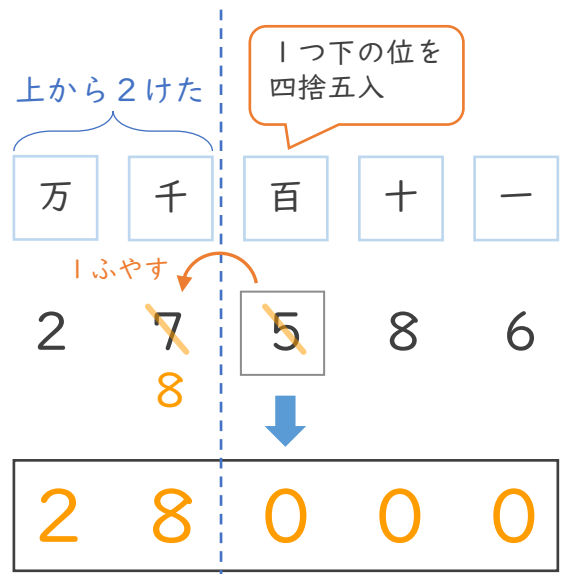 1つ下の位を
四捨五入
上から2けた
万 千 百 十 一
1ふやす
2 7 5 8 6
8
2 8 0 0 0